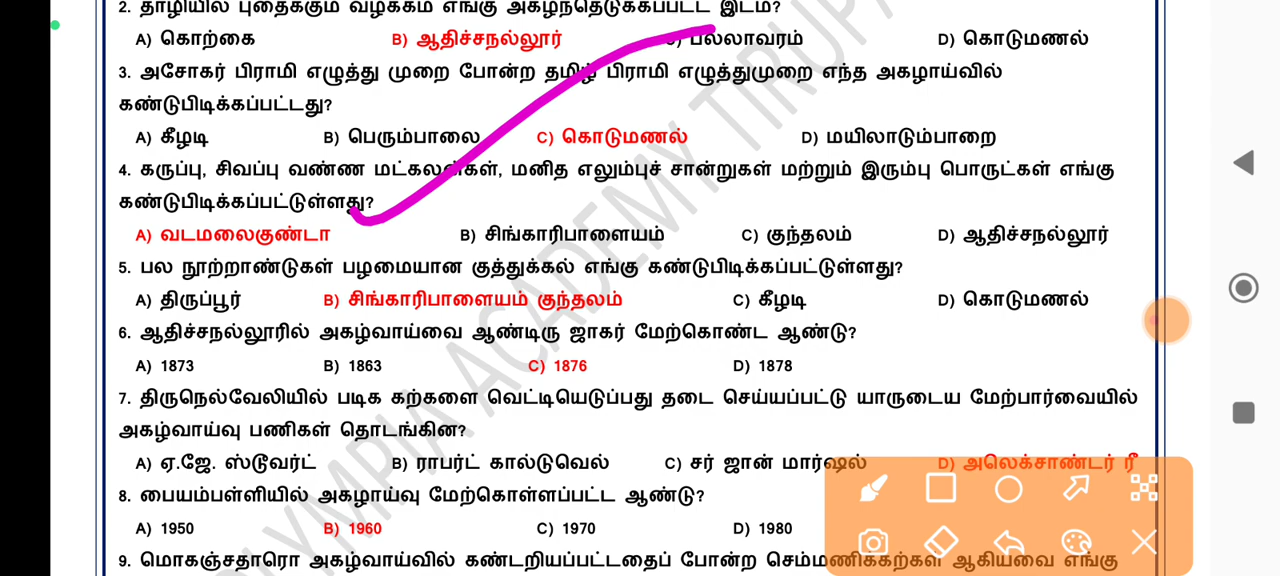 2. தாழியில் புதைக்கும் வழக்கம் எங்கு அகழ்ந்தெடுக்கப்பட்ட இடம்?
A) கொற்கை B) ஆதிச்சநல்லூர் C) பல்லாவரம் D) கொடுமணல்
3. அசோகர் பிராமி எழுத்து முறை போன்ற தமிழ் பிராமி எழுத்துமுறை எந்த அகழாய்வில்
கண்டுபிடிக்கப்பட்டது?
A) கீழடி B) பெரும்பாலை C) கொடுமணல் D) மயிலாடும்பாறை
4. கருப்பு, சிவப்பு வண்ண மட்கலன்கள், மனித எலும்புச் சான்றுகள் மற்றும் இரும்பு பொருட்கள் எங்கு
கண்டுபிடிக்கப்பட்டுள்ளது?
A) வடமலைகுண்டா B) சிங்காரிபாளையம் C) குந்தலம் D) ஆதிச்சநல்லூர்
5. பல நூற்றாண்டுகள் பழமையான குத்துக்கல் எங்கு கண்டுபிடிக்கப்பட்டுள்ளது?
A) திருப்பூர் B) சிங்காரிபாளையம் குந்தலம் C) கீழடி D) கொடுமணல்
6. ஆதிச்சநல்லூரில் அகழ்வாய்வை ஆண்டிரு ஜாகர் மேற்கொண்ட ஆண்டு?
A) 1873 B) 1863 C) 1876 D) 1878
7. திருநெல்வேலியில் படிக கற்களை வெட்டியெடுப்பது தடை செய்யப்பட்டு யாருடைய மேற்பார்வையில்
அகழ்வாய்வு பணிகள் தொடங்கின?
A) ஏ.ஜே. ஸ்டூவர்ட் B) ராபர்ட் கால்டுவெல் C) சர் ஜான் மார்ஷல் D) அலெக்சாண்டர் ரீ
8. பையம்பள்ளியில் அகழாய்வு மேற்கொள்ளப்பட்ட ஆண்டு?
A) 1950 B) 1960 C) 1970 D) 1980
9. மொகஞ்சதாரொ அகழ்வாய்வில் கண்டறியப்பட்டதைப் போன்ற செம்மணிக்கற்கள் ஆகியவை எங்கு